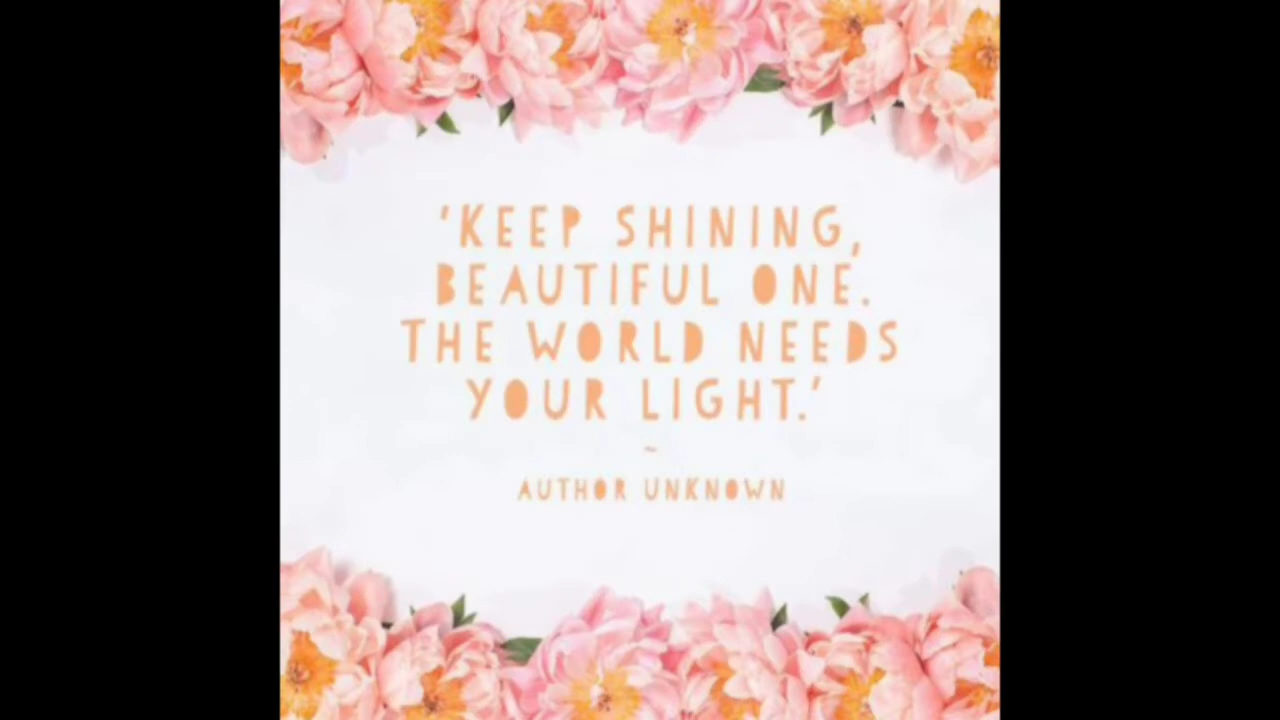 'KEEP SHINING,
BEAUTIFUL ONE.
THE WORLD NEEDS
YOUR LIGHT.'
~
AUTHOR UNKNOWN